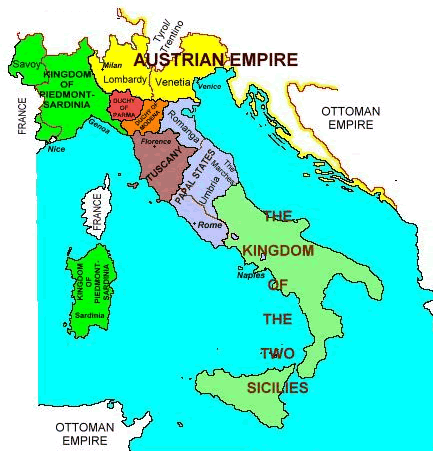 Tyrol/
Trentino
AUSTRIAN EMPIRE
Savoy
Milan
KINGDOM
OF
PIEDMONT-
SARDINIA
Lombardy
Venetia
Venice
DUCHY
OF
PARMA
DUCHY OF
MODENA
Romanga
OTTOMAN
EMPIRE
FRANCE
Genoa
Nice
Florence
TUSCANY
PAPAL STATES
The
Marches
Umbria
FRANCE
Rome
THE
KINGDOM
OF
THE
TWO
SICILIES
Naples
KINGDOM
OF
PIEDMONT-
SARDINIA
Sardinia
OTTOMAN
EMPIRE